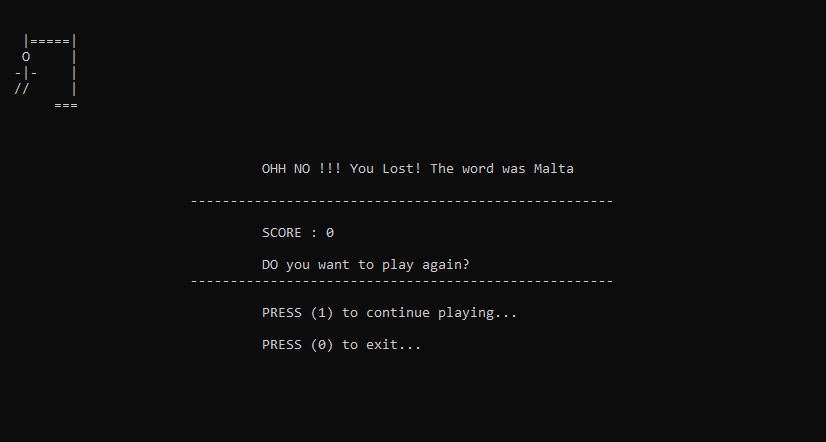 |=====|
O |
-|- |
// |
===
OHH NO !!! You Lost! The word was Malta
-----------------------------------------------------
SCORE : 0
DO you want to play again?
-----------------------------------------------------
PRESS (1) to continue playing...
PRESS (0) to exit...